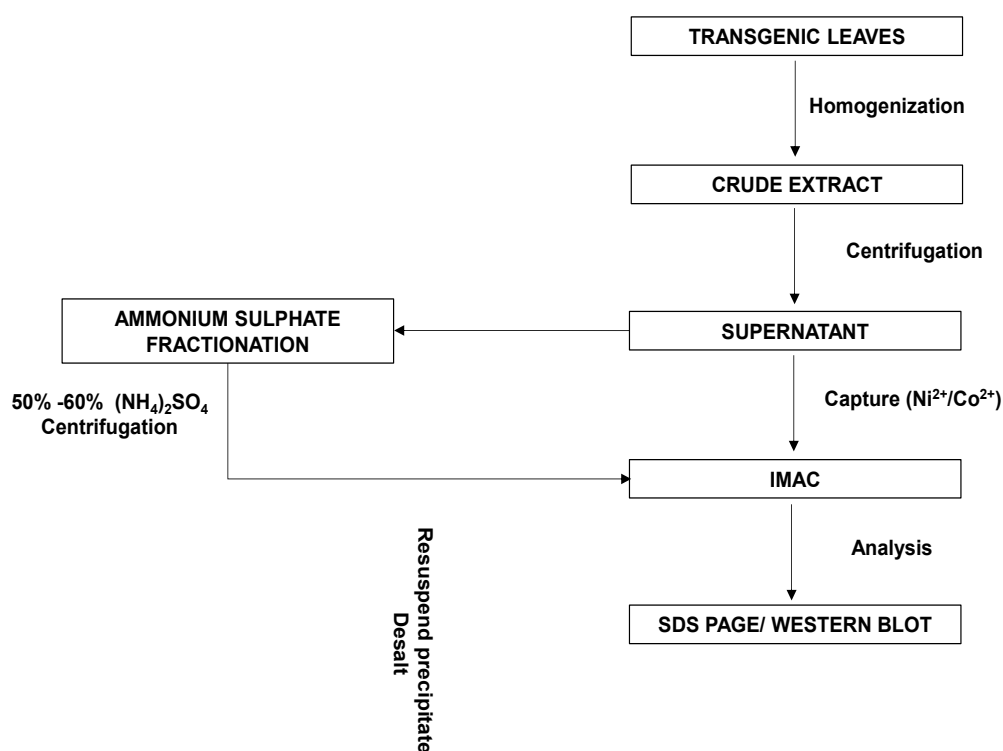 TRANSGENIC LEAVES
Homogenization
CRUDE EXTRACT
Centrifugation
AMMONIUM SULPHATE
FRACTIONATION
SUPERNATANT
50% -60% (NH₄)₂SO₄
Centrifugation
Capture (Ni²⁺/Co²⁺)
IMAC
Resuspend precipitate
Desalt
Analysis
SDS PAGE/ WESTERN BLOT